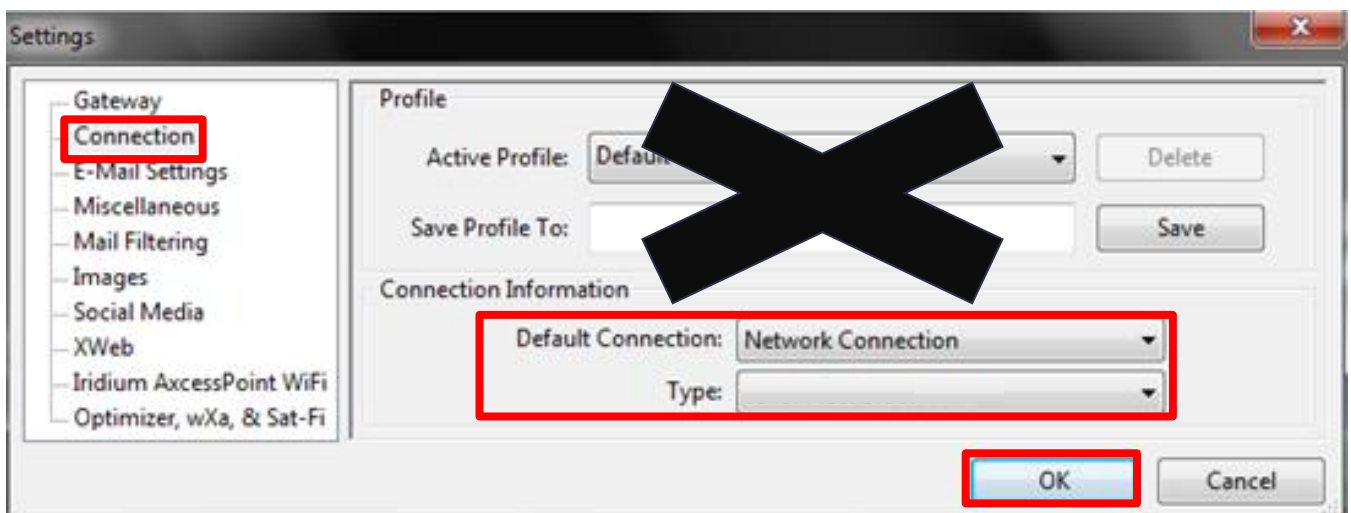 Settings
Gateway
Connection
E-Mail Settings
Miscellaneous
Mail Filtering
Images
Social Media
XWeb
Iridium AxcessPoint WiFi
Optimizer, wXa, & Sat-Fi
Profile
Active Profile: Default Delete
Save Profile To: Save
Connection Information
Default Connection: Network Connection
Type:
OK Cancel